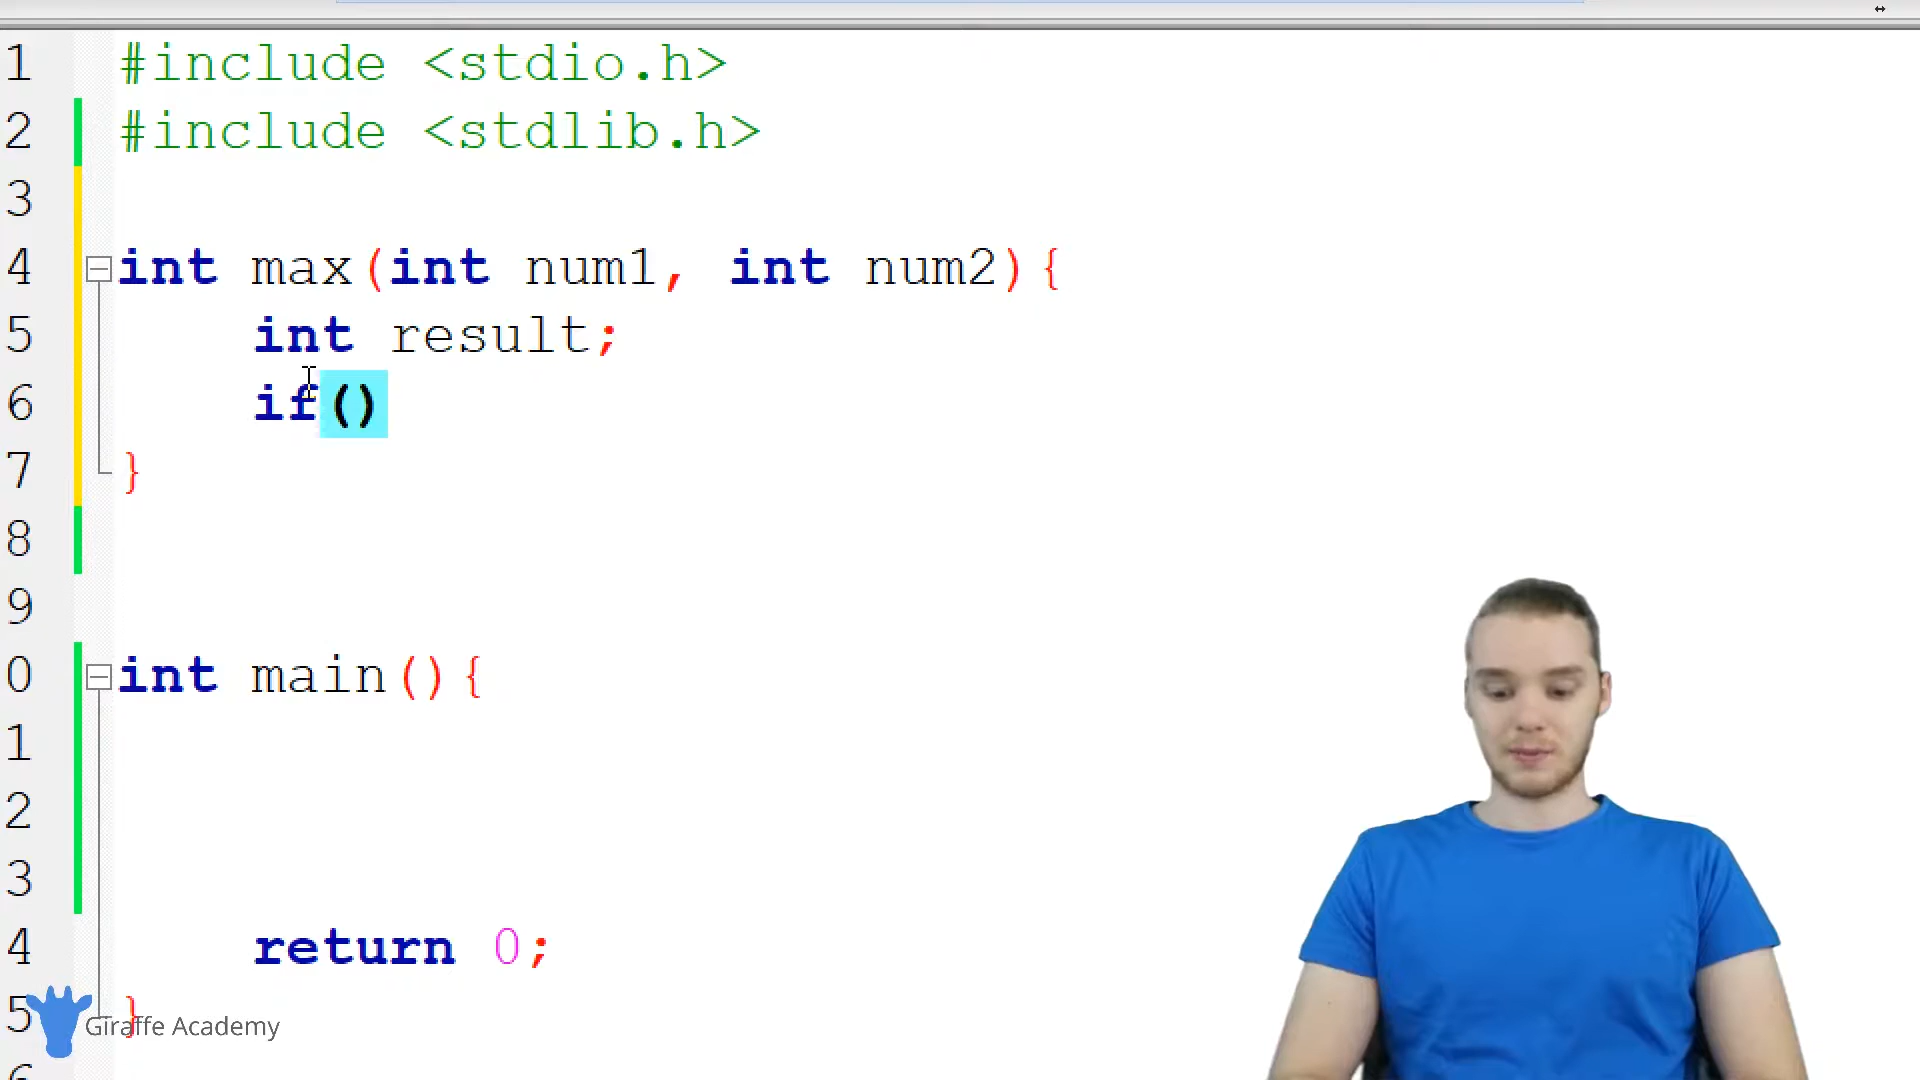 1 #include <stdio.h>
2 #include <stdlib.h>
3
4 int max(int num1, int num2){
5 int result;
6 if()
7 }
8
9
0 int main(){
1
2
3
4 return 0;
5 }
Giraffe Academy